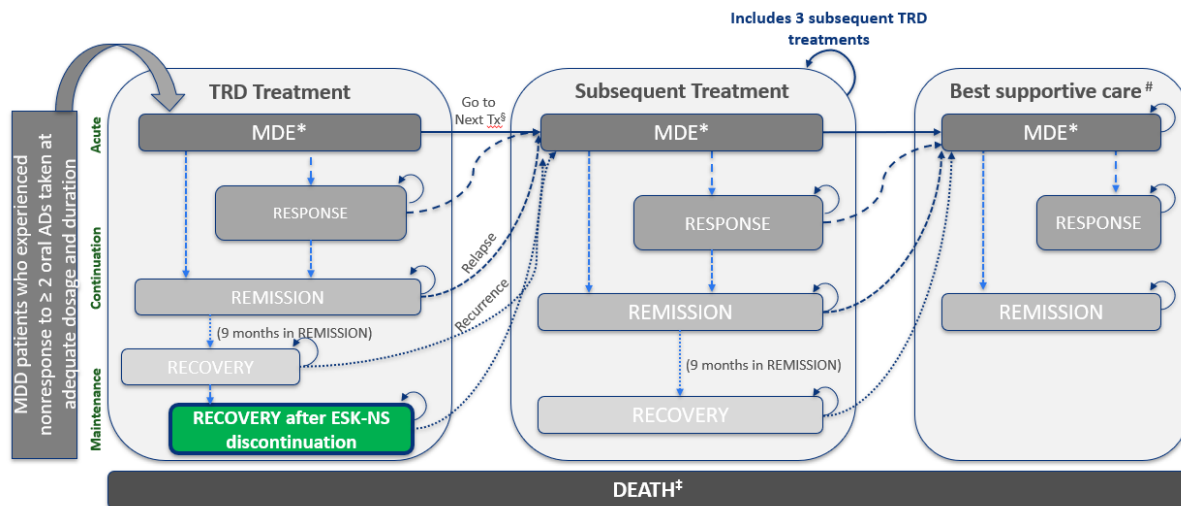 Includes 3 subsequent TRD
treatments
MDD patients who experienced
nonresponse to ≥ 2 oral ADs taken at
adequate dosage and duration
Acute
Continuation
Maintenance
TRD Treatment
MDE*
RESPONSE
REMISSION
(9 months in REMISSION)
RECOVERY
RECOVERY after ESK-NS
discontinuation
Go to
Next Tx§
Relapse
Recurrence
Subsequent Treatment
MDE*
RESPONSE
REMISSION
(9 months in REMISSION)
RECOVERY
Best supportive care #
MDE*
RESPONSE
REMISSION
DEATH‡